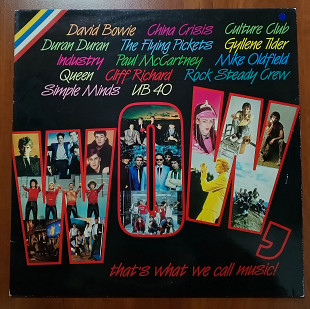 David Bowie China Crisis Culture Club
Duran Duran The Flying Pickets Gyllene Tider
Industry Paul McCartney Mike Oldfield
Queen Cliff Richard Rock Steady Crew
Simple Minds UB 40
WOW,
that's what we call music!